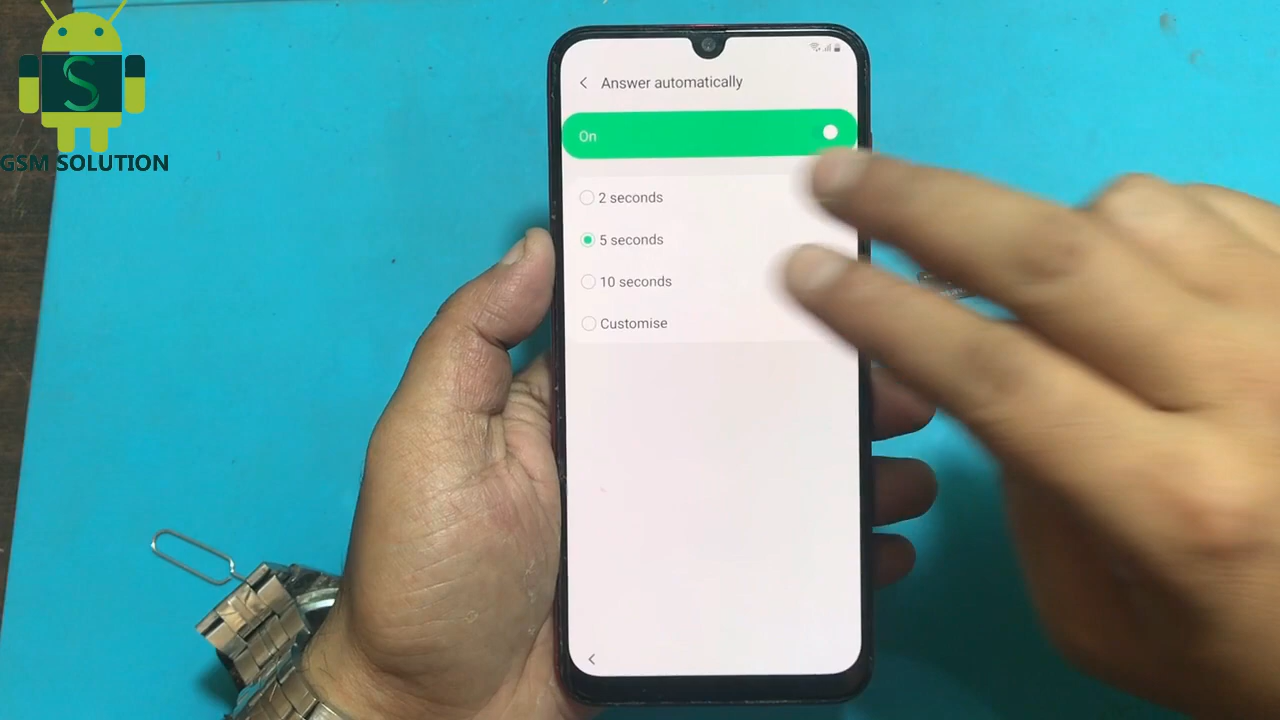 S
GSM SOLUTION
Answer automatically
On
2 seconds
5 seconds
10 seconds
Customise